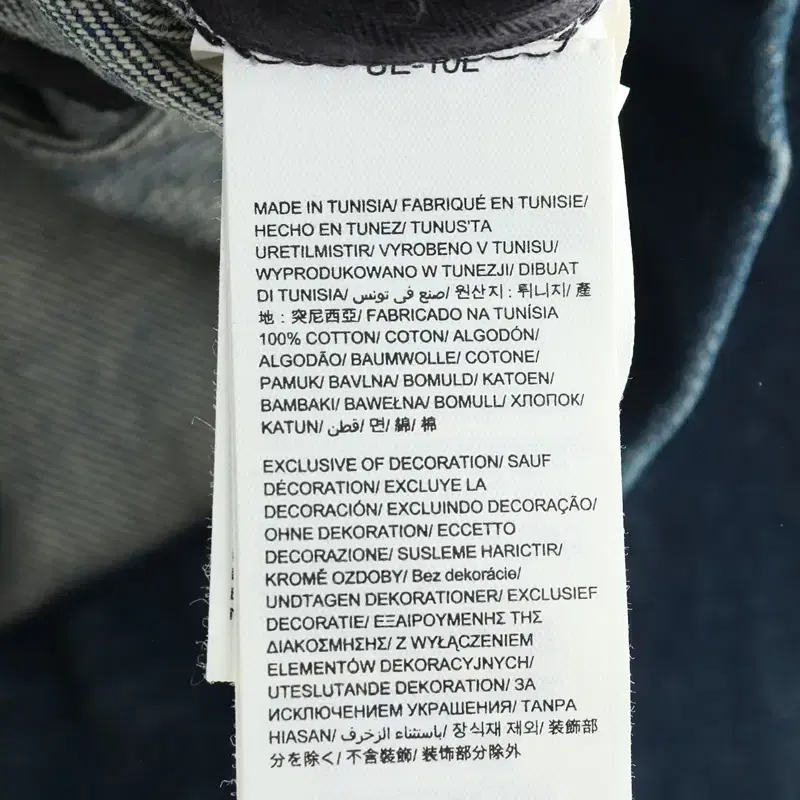 MADE IN TUNISIA/ FABRIQUÉ EN TUNISIE/
HECHO EN TUNEZ/ TUNUS'TA
URETILMISTIR/ VYROBENO V TUNISU/
WYPRODUKOWANO W TUNEZJI/ DIBUAT
DI TUNISIA/ صنع في تونس/ 원산지 : 튀니지/ 產
地 : 突尼西亞/ FABRICADO NA TUNÍSIA
100% COTTON/ COTON/ ALGODÓN/
ALGODÃO/ BAUMWOLLE/ COTONE/
PAMUK/ BAVLNA/ BOMULD/ KATOEN/
BAMBAKI/ BAWEŁNA/ BOMULL/ ХЛОПОК/
KATUN/ قطن/ 면/ 綿/ 棉
EXCLUSIVE OF DECORATION/ SAUF
DÉCORATION/ EXCLUYE LA
DECORACIÓN/ EXCLUINDO DECORAÇÃO/
OHNE DEKORATION/ ECCETTO
DECORAZIONE/ SUSLEME HARICTIR/
KROMĚ OZDOBY/ Bez dekorácie/
UNDTAGEN DEKORATIONER/ EXCLUSIEF
DECORATIE/ ΕΞΑΙΡΟΥΜΕΝΗΣ ΤΗΣ
ΔΙΑΚΟΣΜΗΣΗΣ/ Z WYŁĄCZENIEM
ELEMENTÓW DEKORACYJNYCH/
UTESLUTANDE DEKORATION/ ЗА
ИСКЛЮЧЕНИЕМ УКРАШЕНИЯ/ TANPA
HIASAN/ باستثناء الزخرف/ 장식재 제외/ 装飾部
分を除く/ 不含裝飾/ 装饰部分除外